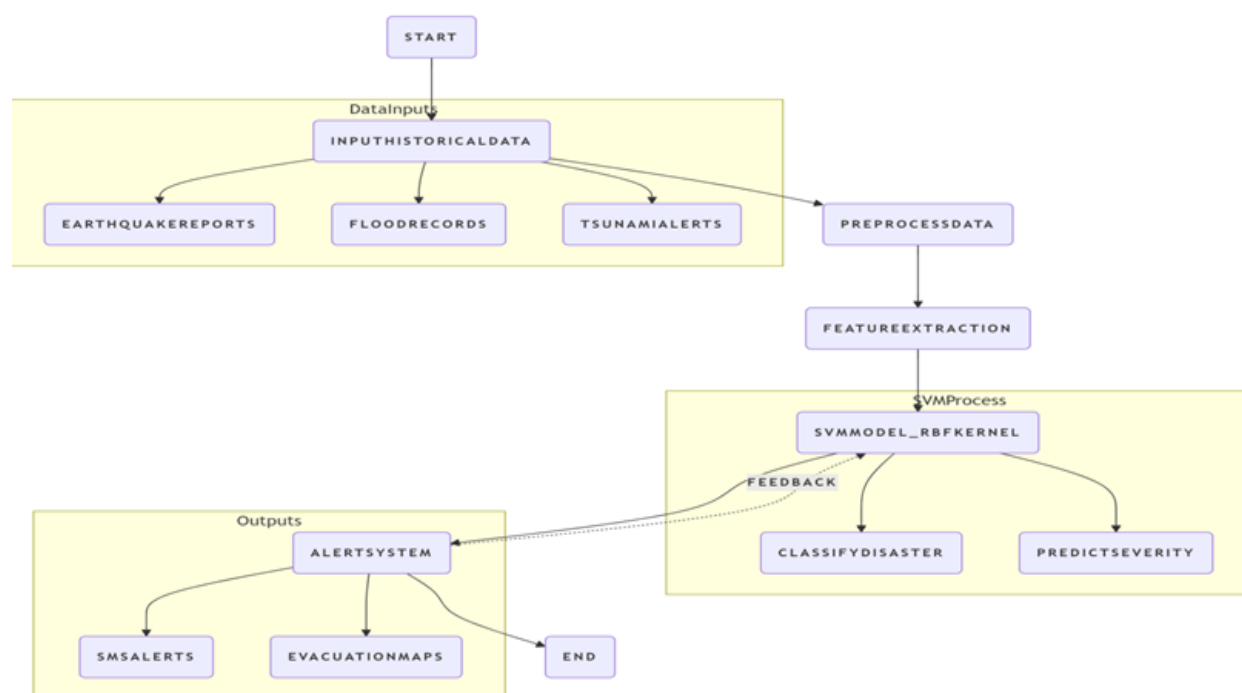 START
DataInputs
INPUTHISTORICALDATA
EARTHQUAKEREPORTS
FLOODRECORDS
TSUNAMIALERTS
PREPROCESSDATA
FEATUREEXTRACTION
SVMProcess
SVMMODEL_RBFKERNEL
FEEDBACK
Outputs
ALERTSYSTEM
CLASSIFYDISASTER
PREDICTSEVERITY
SMSALERTS
EVACUATIONMAPS
END